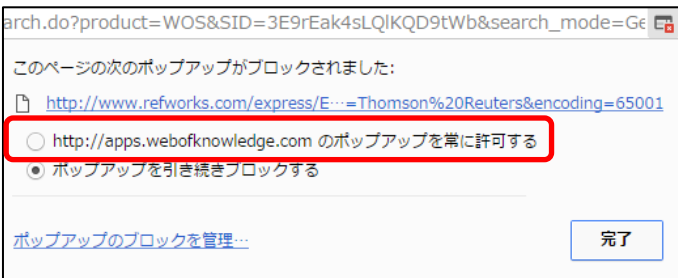 arch.do?product=WOS&SID=3E9rEak4sLQlKQD9tWb&search_mode=Ge
このページの次のポップアップがブロックされました:
http://www.refworks.com/express/E…=Thomson%20Reuters&encoding=65001
http://apps.webofknowledge.com のポップアップを常に許可する
ポップアップを引き続きブロックする
ポップアップのブロックを管理…
完了